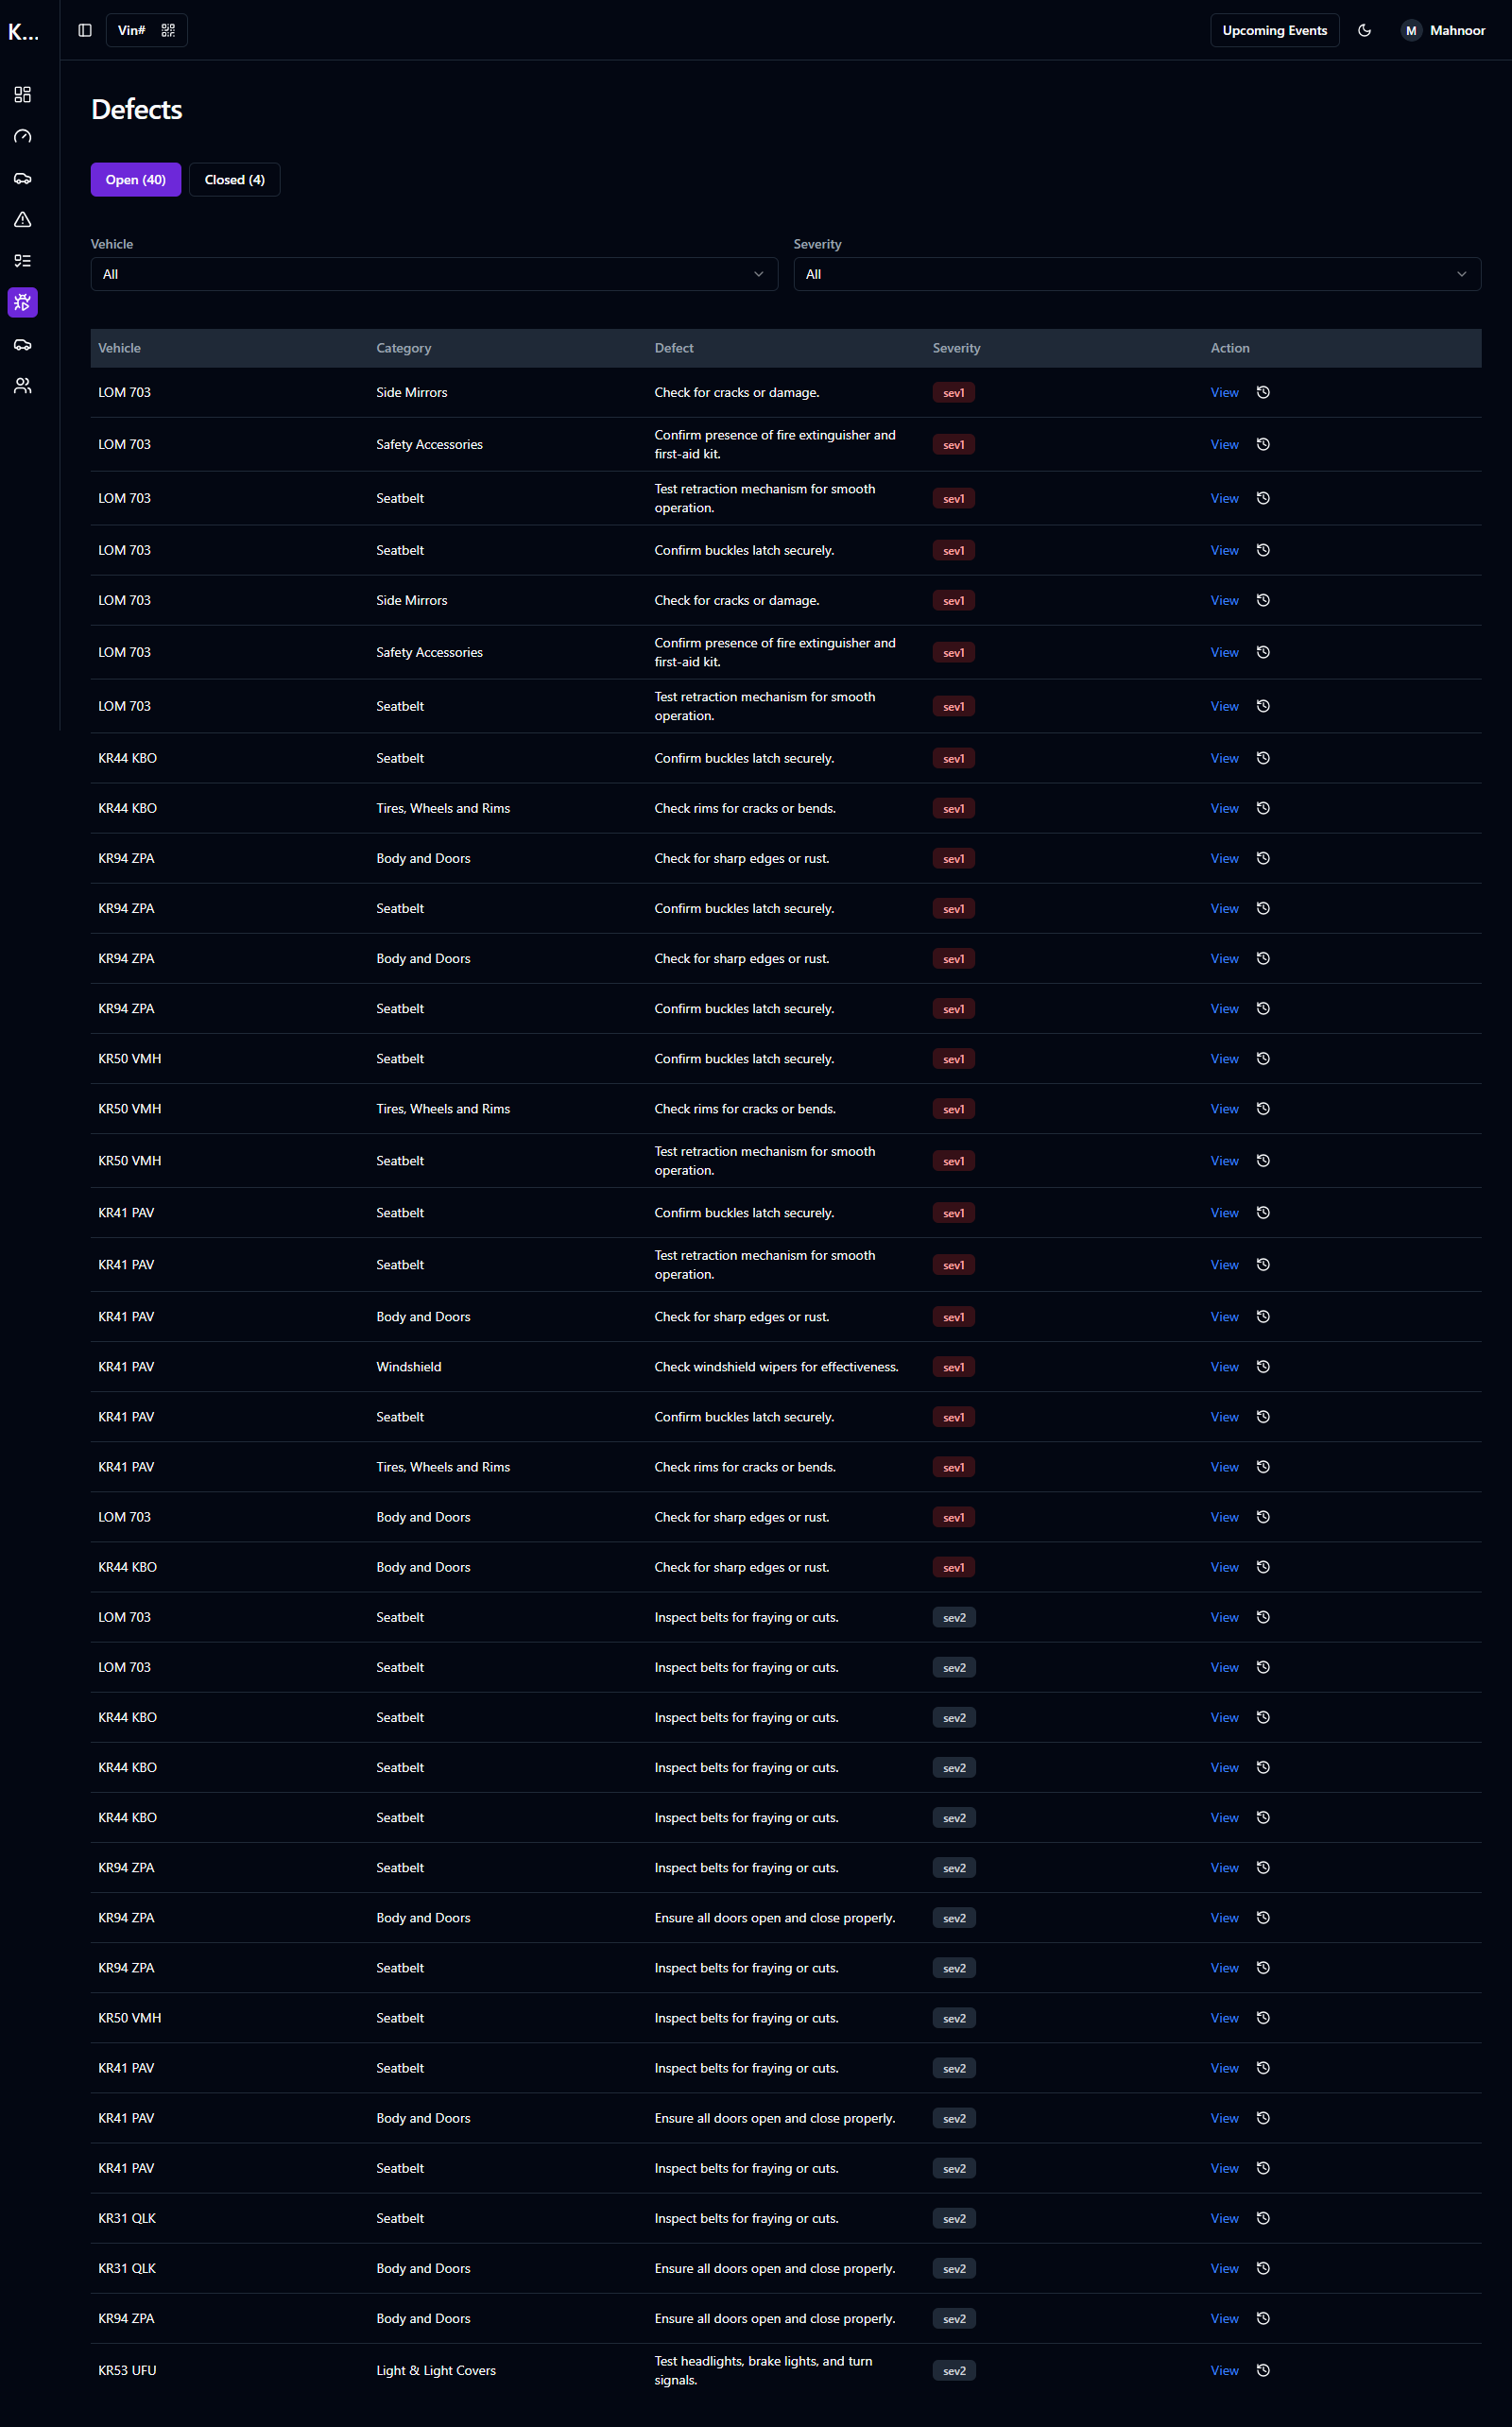 K...
Vin#
Upcoming Events
M Mahnoor
Defects
Open (40) Closed (4)
Vehicle Severity
All All
Vehicle Category Defect Severity Action
LOM 703 Side Mirrors Check for cracks or damage. sev1 View
LOM 703 Safety Accessories Confirm presence of fire extinguisher and
first-aid kit. sev1 View
LOM 703 Seatbelt Test retraction mechanism for smooth
operation. sev1 View
LOM 703 Seatbelt Confirm buckles latch securely. sev1 View
LOM 703 Side Mirrors Check for cracks or damage. sev1 View
LOM 703 Safety Accessories Confirm presence of fire extinguisher and
first-aid kit. sev1 View
LOM 703 Seatbelt Test retraction mechanism for smooth
operation. sev1 View
KR44 KBO Seatbelt Confirm buckles latch securely. sev1 View
KR44 KBO Tires, Wheels and Rims Check rims for cracks or bends. sev1 View
KR94 ZPA Body and Doors Check for sharp edges or rust. sev1 View
KR94 ZPA Seatbelt Confirm buckles latch securely. sev1 View
KR94 ZPA Body and Doors Check for sharp edges or rust. sev1 View
KR94 ZPA Seatbelt Confirm buckles latch securely. sev1 View
KR50 VMH Seatbelt Confirm buckles latch securely. sev1 View
KR50 VMH Tires, Wheels and Rims Check rims for cracks or bends. sev1 View
KR50 VMH Seatbelt Test retraction mechanism for smooth
operation. sev1 View
KR41 PAV Seatbelt Confirm buckles latch securely. sev1 View
KR41 PAV Seatbelt Test retraction mechanism for smooth
operation. sev1 View
KR41 PAV Body and Doors Check for sharp edges or rust. sev1 View
KR41 PAV Windshield Check windshield wipers for effectiveness. sev1 View
KR41 PAV Seatbelt Confirm buckles latch securely. sev1 View
KR41 PAV Tires, Wheels and Rims Check rims for cracks or bends. sev1 View
LOM 703 Body and Doors Check for sharp edges or rust. sev1 View
KR44 KBO Body and Doors Check for sharp edges or rust. sev1 View
LOM 703 Seatbelt Inspect belts for fraying or cuts. sev2 View
LOM 703 Seatbelt Inspect belts for fraying or cuts. sev2 View
KR44 KBO Seatbelt Inspect belts for fraying or cuts. sev2 View
KR44 KBO Seatbelt Inspect belts for fraying or cuts. sev2 View
KR44 KBO Seatbelt Inspect belts for fraying or cuts. sev2 View
KR94 ZPA Seatbelt Inspect belts for fraying or cuts. sev2 View
KR94 ZPA Body and Doors Ensure all doors open and close properly. sev2 View
KR94 ZPA Seatbelt Inspect belts for fraying or cuts. sev2 View
KR50 VMH Seatbelt Inspect belts for fraying or cuts. sev2 View
KR41 PAV Seatbelt Inspect belts for fraying or cuts. sev2 View
KR41 PAV Body and Doors Ensure all doors open and close properly. sev2 View
KR41 PAV Seatbelt Inspect belts for fraying or cuts. sev2 View
KR31 QLK Seatbelt Inspect belts for fraying or cuts. sev2 View
KR31 QLK Body and Doors Ensure all doors open and close properly. sev2 View
KR94 ZPA Body and Doors Ensure all doors open and close properly. sev2 View
KR53 UFU Light & Light Covers Test headlights, brake lights, and turn
signals. sev2 View